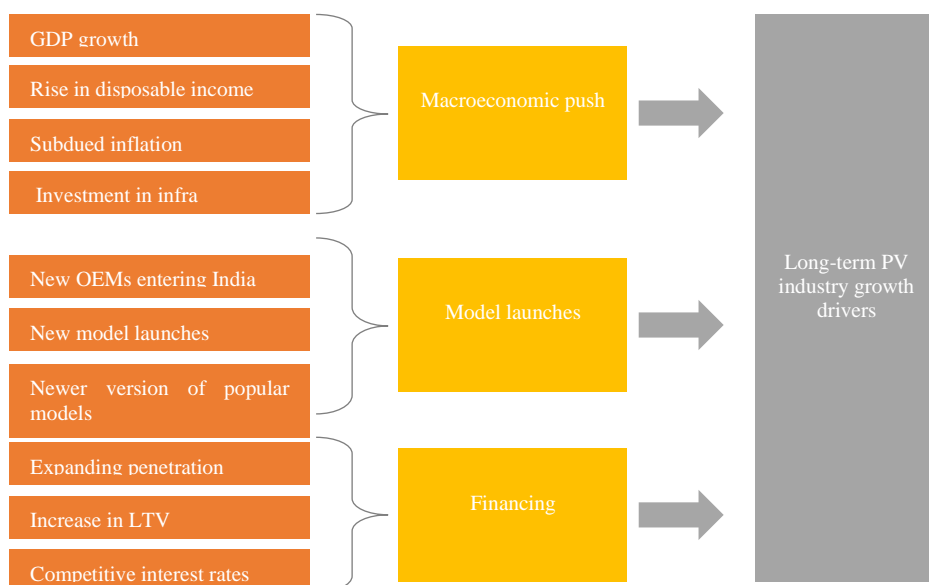 GDP growth
Rise in disposable income
Subdued inflation
Investment in infra
Macroeconomic push
New OEMs entering India
New model launches
Newer version of popular
models
Model launches
Expanding penetration
Increase in LTV
Competitive interest rates
Financing
Long-term PV
industry growth
drivers